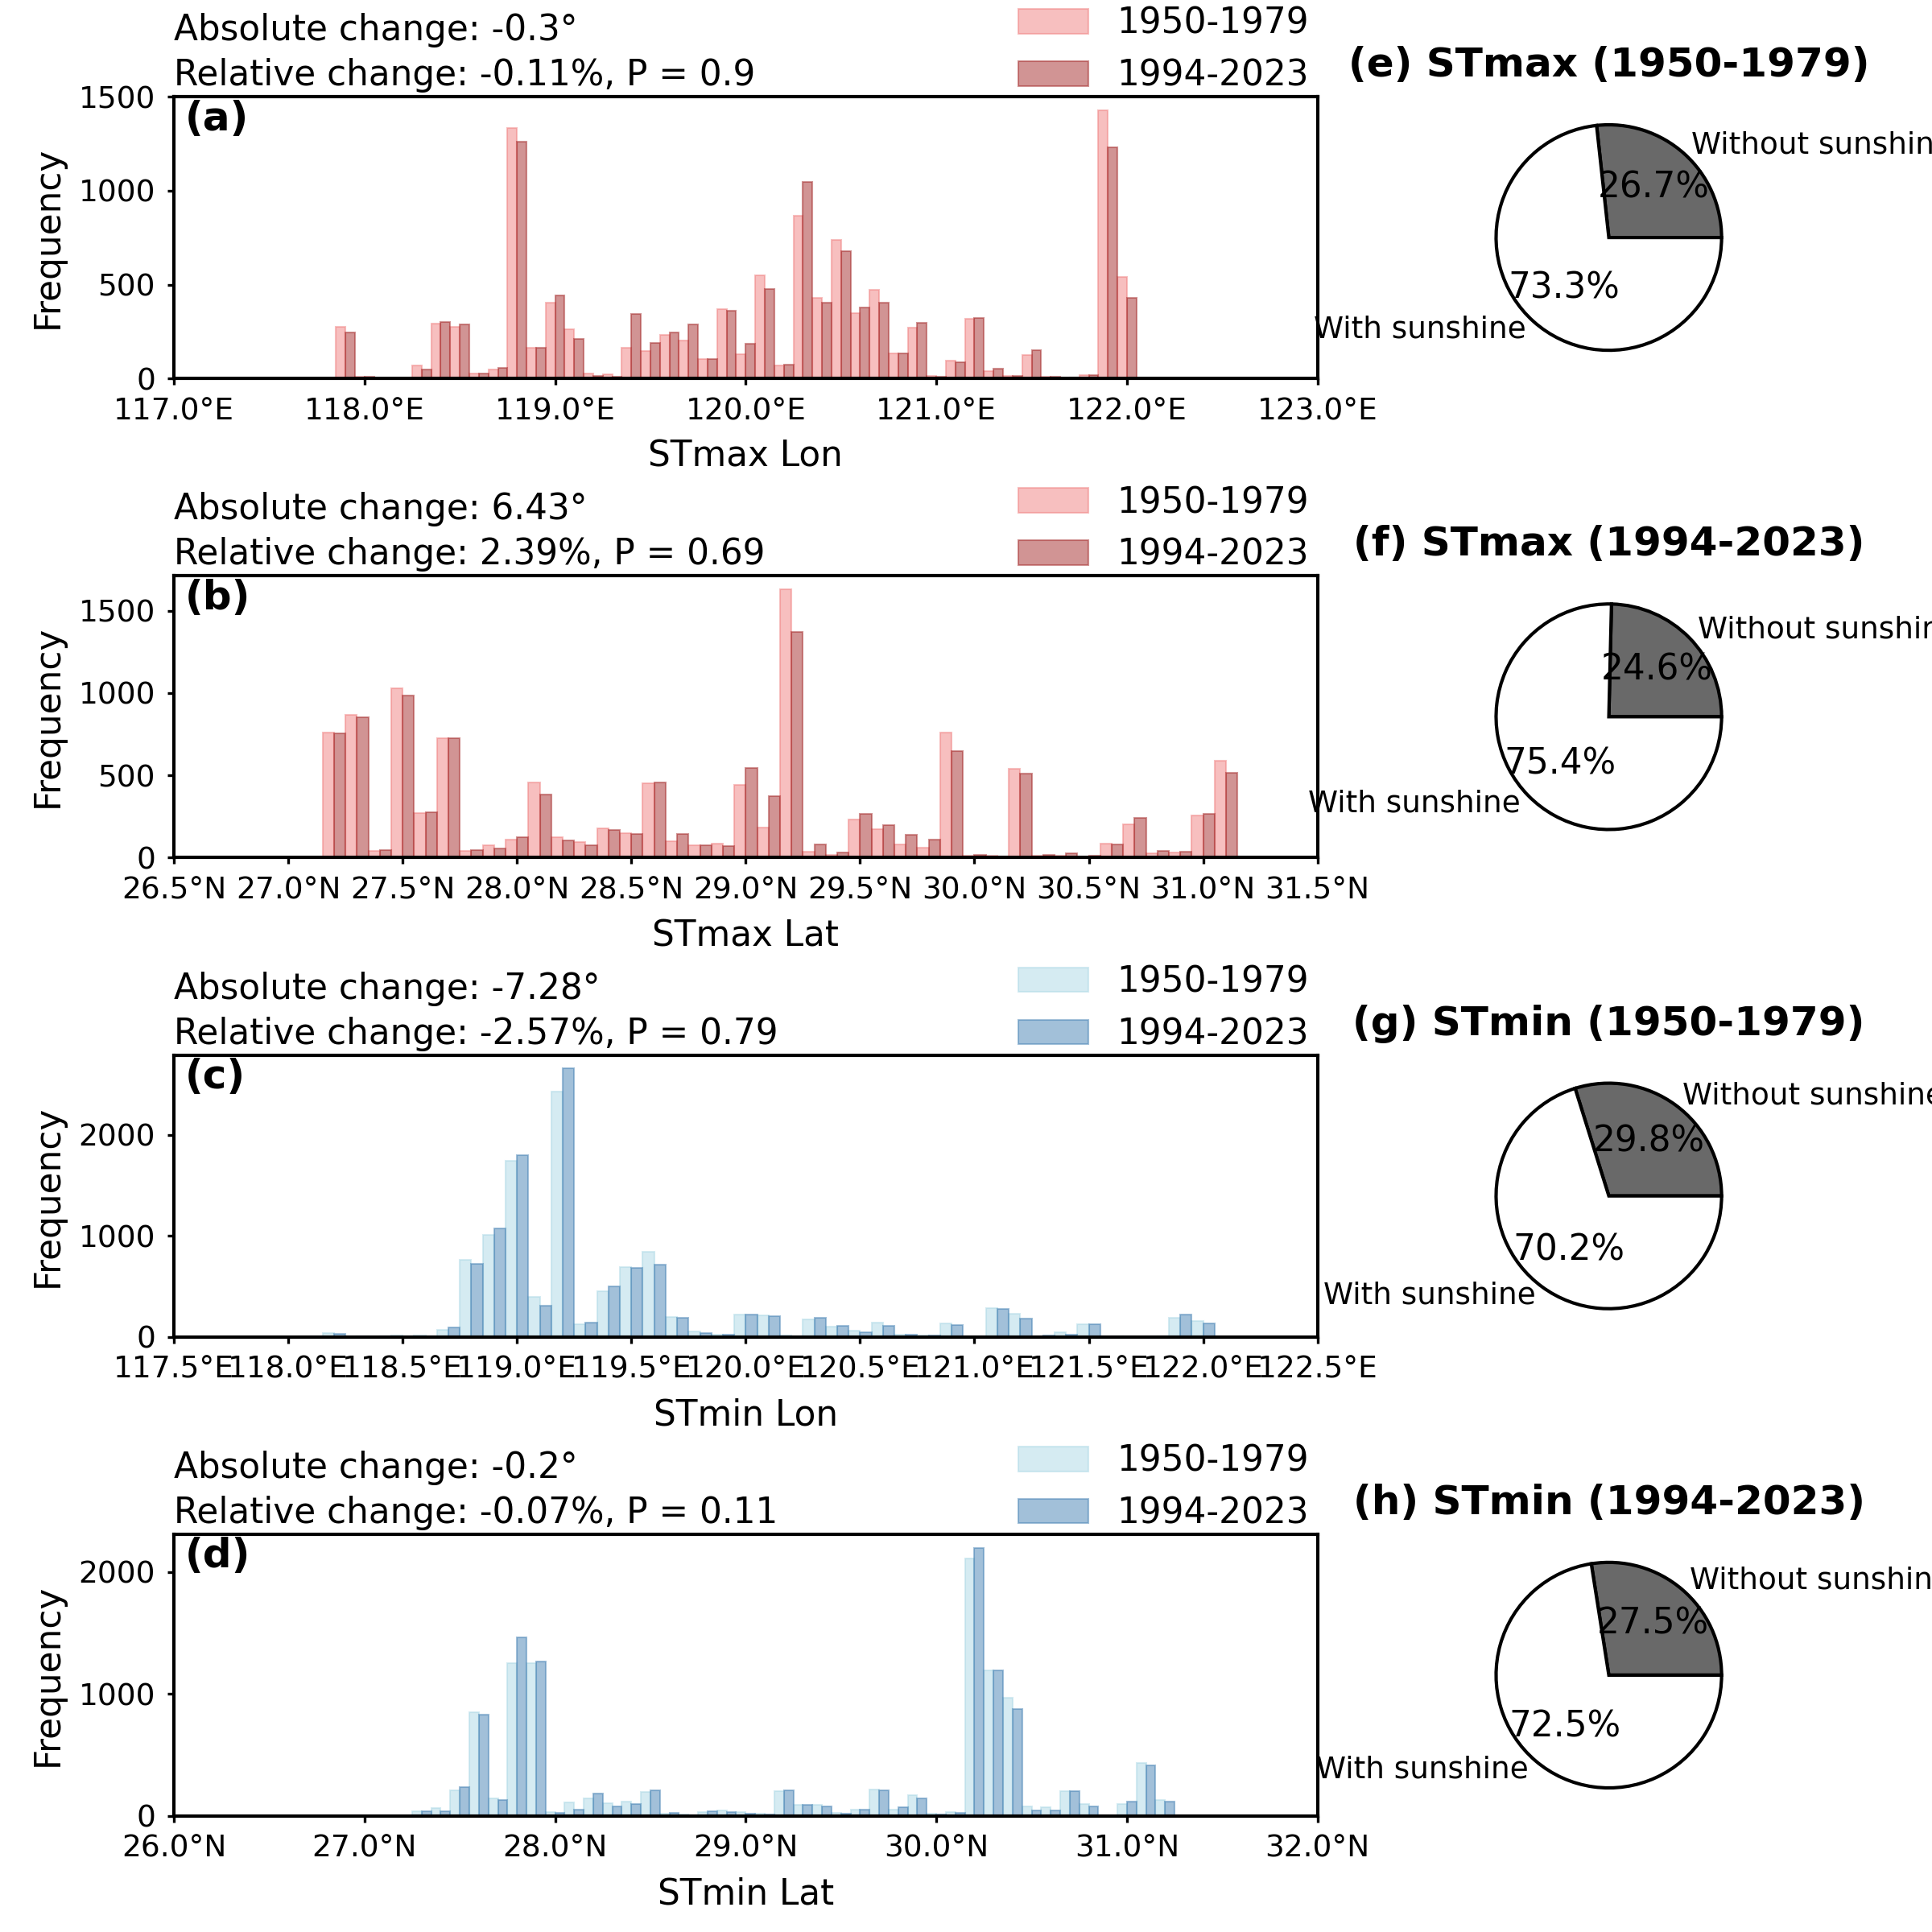 Absolute change: -0.3°
Relative change: -0.11%, P = 0.9
1950-1979
1994-2023
(a)
Frequency
1500
1000
500
0
117.0°E 118.0°E 119.0°E 120.0°E 121.0°E 122.0°E 123.0°E
STmax Lon
(e) STmax (1950-1979)
Without sunshin
26.7%
73.3%
With sunshine
Absolute change: 6.43°
Relative change: 2.39%, P = 0.69
1950-1979
1994-2023
(b)
Frequency
1500
1000
500
0
26.5°N 27.0°N 27.5°N 28.0°N 28.5°N 29.0°N 29.5°N 30.0°N 30.5°N 31.0°N 31.5°N
STmax Lat
(f) STmax (1994-2023)
Without sunshin
24.6%
75.4%
With sunshine
Absolute change: -7.28°
Relative change: -2.57%, P = 0.79
1950-1979
1994-2023
(c)
Frequency
2000
1000
0
117.5°E 118.0°E 118.5°E 119.0°E 119.5°E 120.0°E 120.5°E 121.0°E 121.5°E 122.0°E 122.5°E
STmin Lon
(g) STmin (1950-1979)
Without sunshine
29.8%
70.2%
With sunshine
Absolute change: -0.2°
Relative change: -0.07%, P = 0.11
1950-1979
1994-2023
(d)
Frequency
2000
1000
0
26.0°N 27.0°N 28.0°N 29.0°N 30.0°N 31.0°N 32.0°N
STmin Lat
(h) STmin (1994-2023)
Without sunshin
27.5%
72.5%
With sunshine